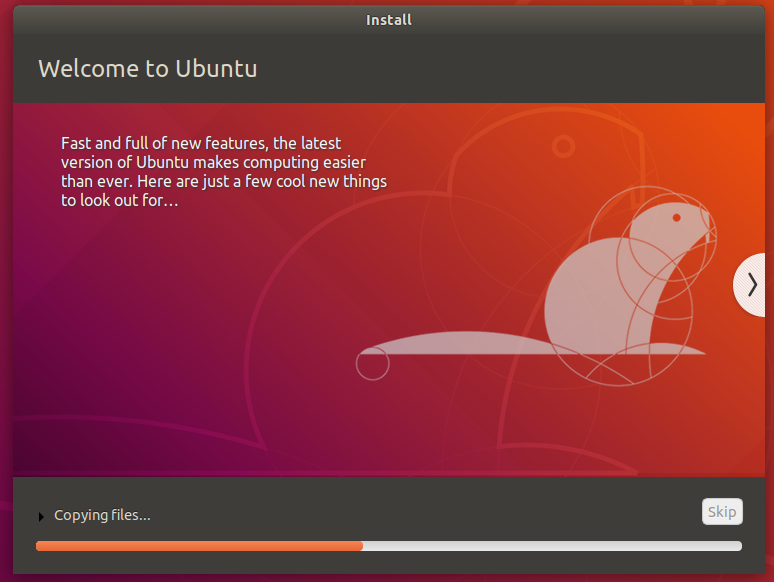 Install
Welcome to Ubuntu
Fast and full of new features, the latest
version of Ubuntu makes computing easier
than ever. Here are just a few cool new things
to look out for…
Copying files...
Skip